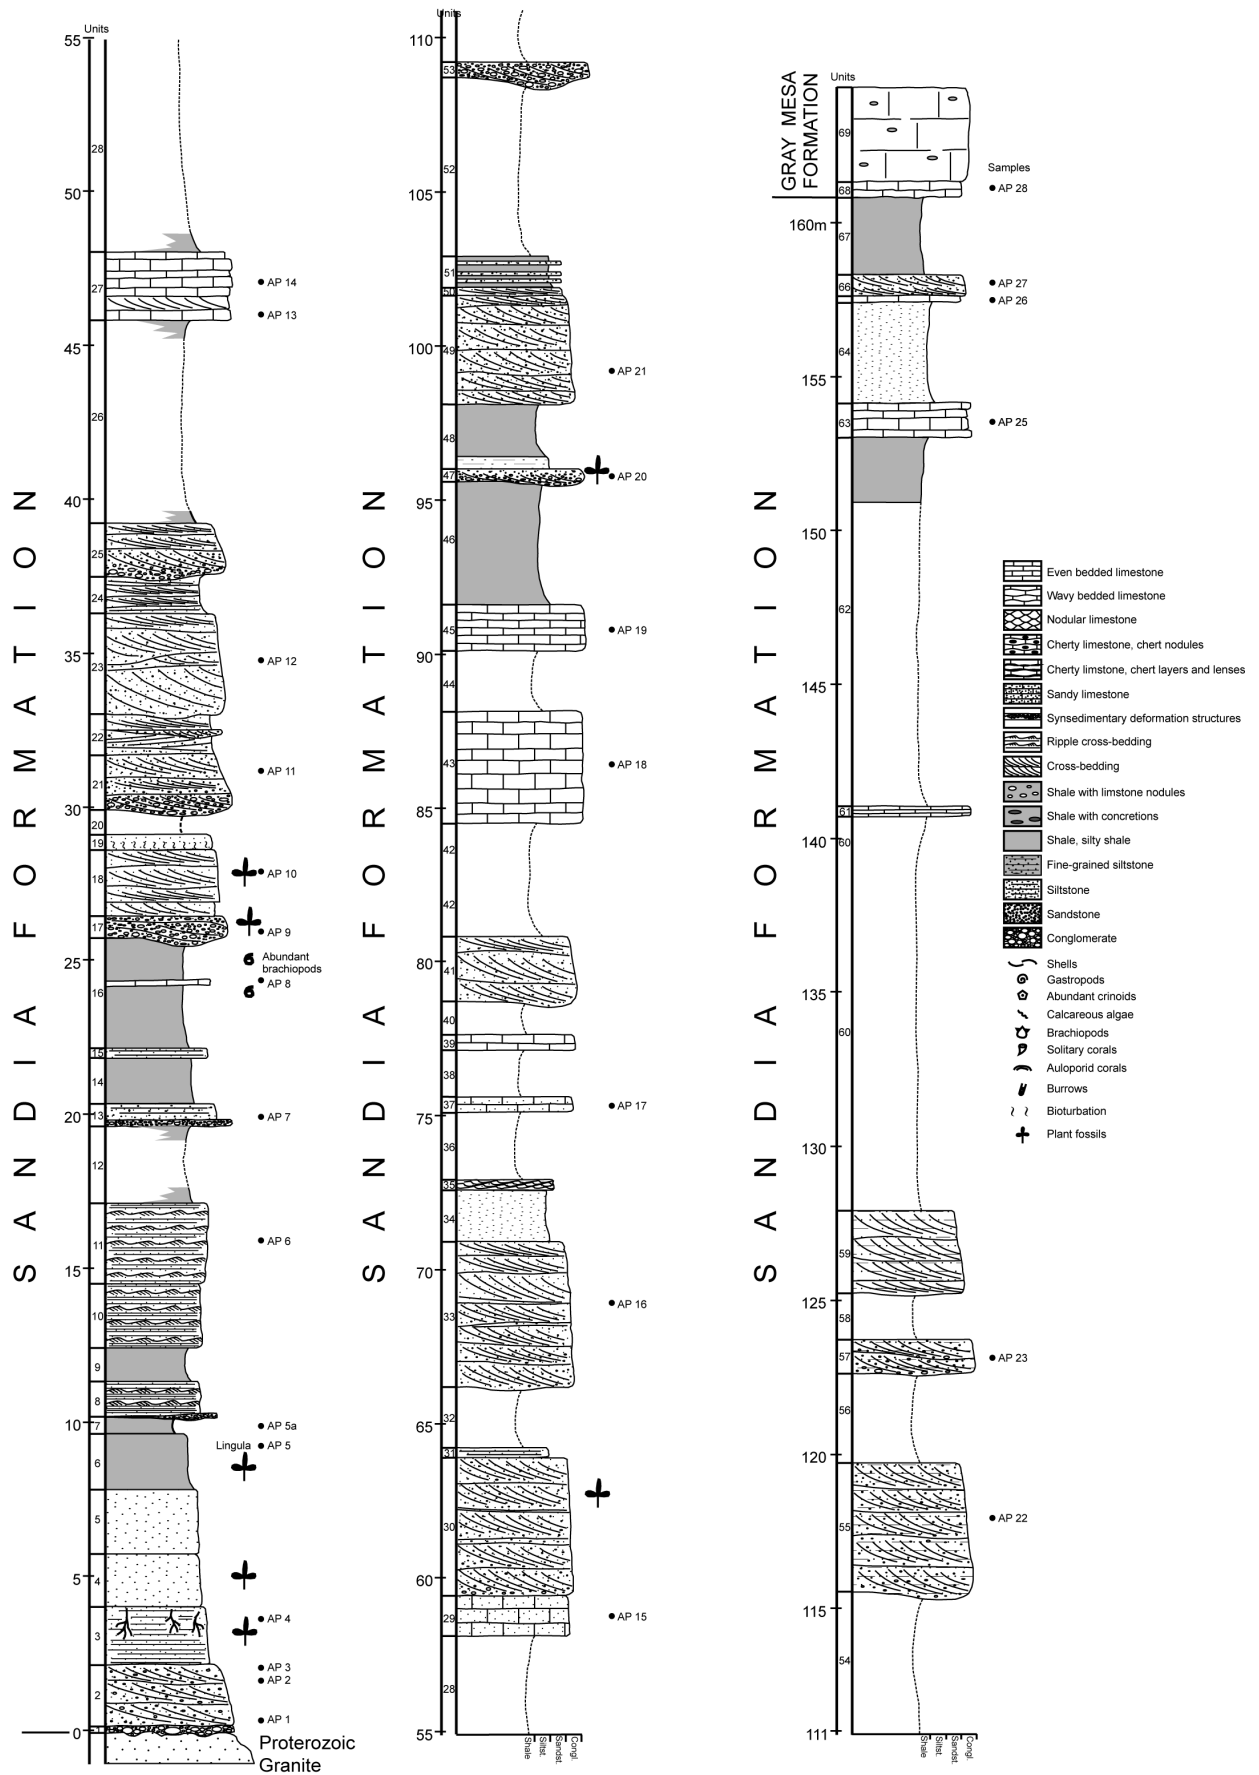 Units
55
50
45
40
35
30
25
20
15
10
5
0
28
27
26
25
24
23
22
21
20
19
18
17
16
15
14
13
12
11
10
9
8
7
6
5
4
3
2
1
SANDIA FORMATION
AP 14
AP 13
AP 12
AP 11
AP 10
AP 9
Abundant
brachiopods
AP 8
AP 7
AP 6
AP 5a
Lingula
AP 5
AP 4
AP 3
AP 2
AP 1
Proterozoic
Granite
Units
110
105
100
95
90
85
80
75
70
65
60
55
53
52
51
50
49
48
47
46
45
44
43
42
42
41
40
39
38
37
36
35
34
33
32
31
30
29
28
SANDIA FORMATION
AP 21
AP 20
AP 19
AP 18
AP 17
AP 16
AP 15
Shale
Siltst.
Sandst.
Congl.
GRAY MESA
FORMATION
Units
160m
155
150
145
140
135
130
125
120
115
111
69
68
67
66
64
63
62
61
60
60
59
58
57
56
55
54
SANDIA FORMATION
Samples
AP 28
AP 27
AP 26
AP 25
AP 23
AP 22
Shale
Siltst.
Sandst.
Congl.
Even bedded limestone
Wavy bedded limestone
Nodular limestone
Cherty limestone, chert nodules
Cherty limstone, chert layers and lenses
Sandy limestone
Synsedimentary deformation structures
Ripple cross-bedding
Cross-bedding
Shale with limstone nodules
Shale with concretions
Shale, silty shale
Fine-grained siltstone
Siltstone
Sandstone
Conglomerate
Shells
Gastropods
Abundant crinoids
Calcareous algae
Brachiopods
Solitary corals
Auloporid corals
Burrows
Bioturbation
Plant fossils